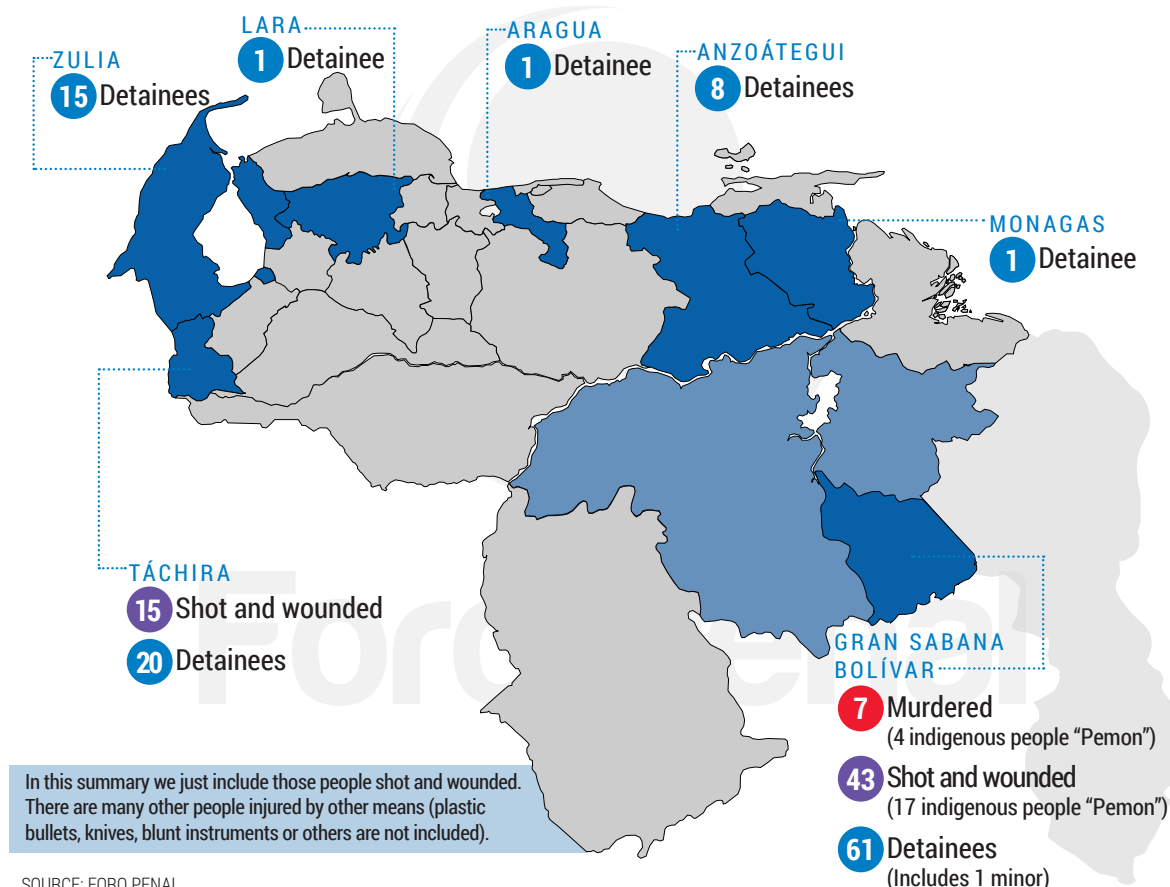 LARA
1 Detainee
ARAGUA
1 Detainee
ANZOÁTEGUI
8 Detainees
ZULIA
15 Detainees
MONAGAS
1 Detainee
TÁCHIRA
15 Shot and wounded
20 Detainees
GRAN SABANA
BOLÍVAR
7 Murdered
(4 indigenous people “Pemon”)
43 Shot and wounded
(17 indigenous people “Pemon”)
61 Detainees
(Includes 1 minor)
In this summary we just include those people shot and wounded.
There are many other people injured by other means (plastic
bullets, knives, blunt instruments or others are not included).
SOURCE: FORO PENAL
Foro Penal